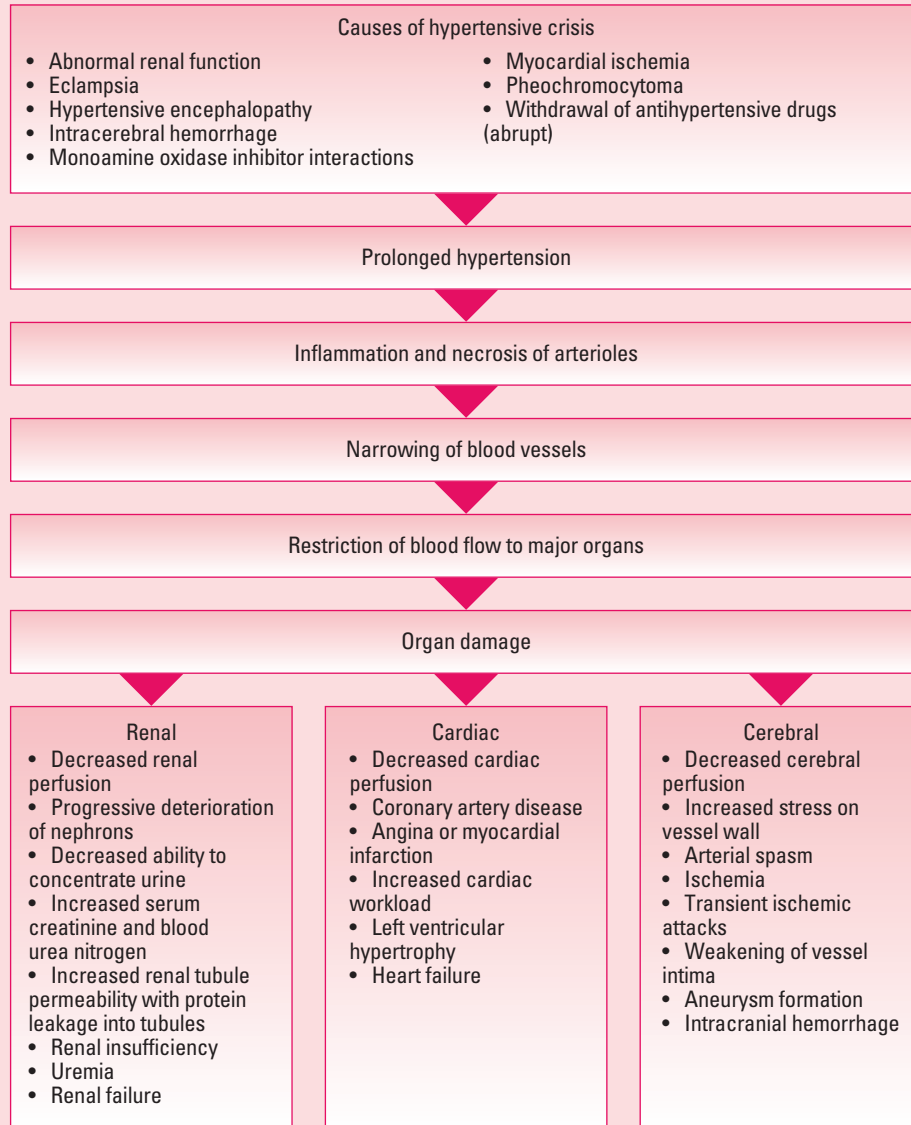 Causes of hypertensive crisis
• Abnormal renal function
• Eclampsia
• Hypertensive encephalopathy
• Intracerebral hemorrhage
• Monoamine oxidase inhibitor interactions
• Myocardial ischemia
• Pheochromocytoma
• Withdrawal of antihypertensive drugs
(abrupt)
Prolonged hypertension
Inflammation and necrosis of arterioles
Narrowing of blood vessels
Restriction of blood flow to major organs
Organ damage
Renal
• Decreased renal
perfusion
• Progressive deterioration
of nephrons
• Decreased ability to
concentrate urine
• Increased serum
creatinine and blood
urea nitrogen
• Increased renal tubule
permeability with protein
leakage into tubules
• Renal insufficiency
• Uremia
• Renal failure
Cardiac
• Decreased cardiac
perfusion
• Coronary artery disease
• Angina or myocardial
infarction
• Increased cardiac
workload
• Left ventricular
hypertrophy
• Heart failure
Cerebral
• Decreased cerebral
perfusion
• Increased stress on
vessel wall
• Arterial spasm
• Ischemia
• Transient ischemic
attacks
• Weakening of vessel
intima
• Aneurysm formation
• Intracranial hemorrhage